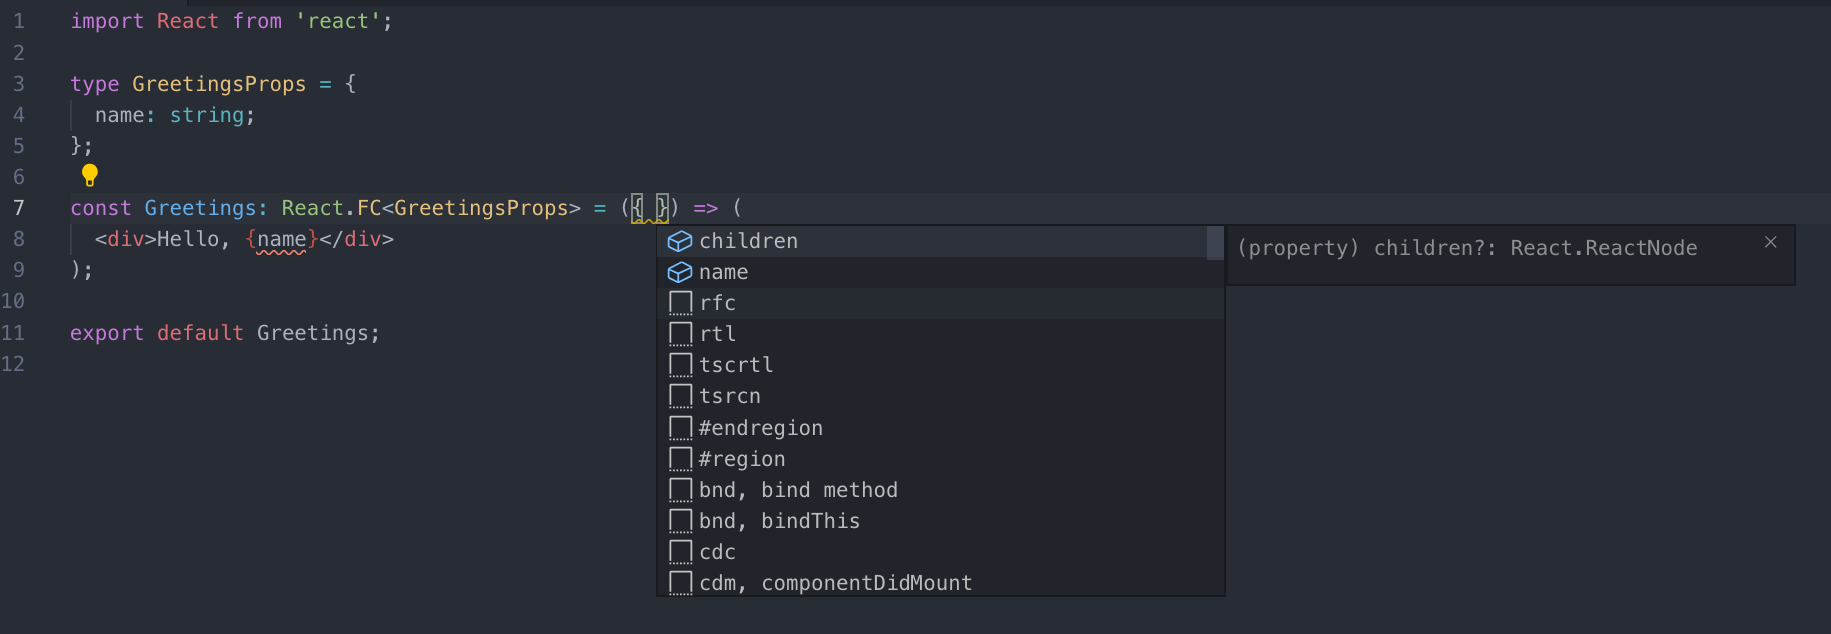 1 import React from 'react';
2
3 type GreetingsProps = {
4 name: string;
5 };
6
7 const Greetings: React.FC<GreetingsProps> = ({ }) => (
8 <div>Hello, {name}</div>
9 );
10
11 export default Greetings;
12
children
(property) children?: React.ReactNode
name
rfc
rtl
tscrtl
tsrcn
#endregion
#region
bnd, bind method
bnd, bindThis
cdc
cdm, componentDidMount